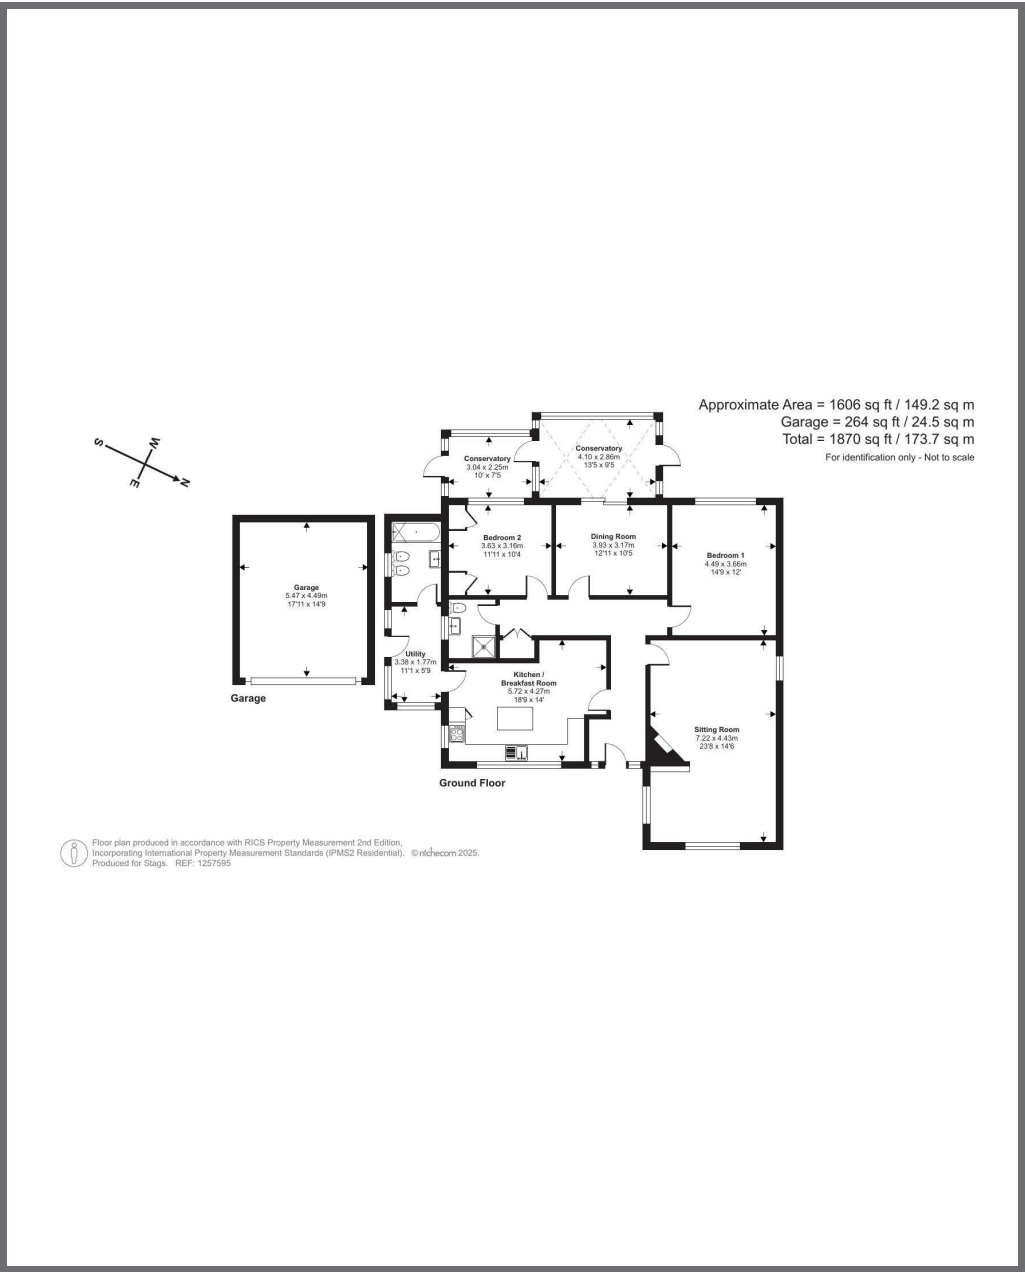 Approximate Area = 1606 sq ft / 149.2 sq m
Garage = 264 sq ft / 24.5 sq m
Total = 1870 sq ft / 173.7 sq m
For identification only - Not to scale
S
W
N
E
Conservatory
3.04 x 2.25m
10' x 7'5
Conservatory
4.10 x 2.86m
13'5 x 9'5
Bedroom 2
3.63 x 3.16m
11'11 x 10'4
Dining Room
3.93 x 3.17m
12'11 x 10'5
Bedroom 1
4.49 x 3.66m
14'9 x 12'
Garage
5.47 x 4.49m
17'11 x 14'9
Garage
Utility
3.38 x 1.77m
11'1 x 5'9
Kitchen /
Breakfast Room
5.72 x 4.27m
18'9 x 14'
Sitting Room
7.22 x 4.43m
23'8 x 14'6
Ground Floor
Floor plan produced in accordance with RICS Property Measurement 2nd Edition,
Incorporating International Property Measurement Standards (IPMS2 Residential). © nichecom 2025.
Produced for Stags. REF: 1257595